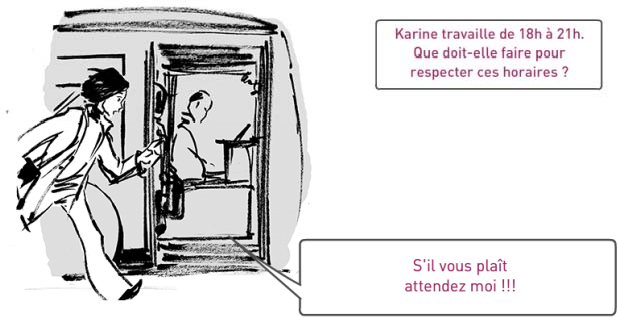 Karine travaille de 18h à 21h.
Que doit-elle faire pour
respecter ces horaires ?
S'il vous plaît
attendez moi !!!